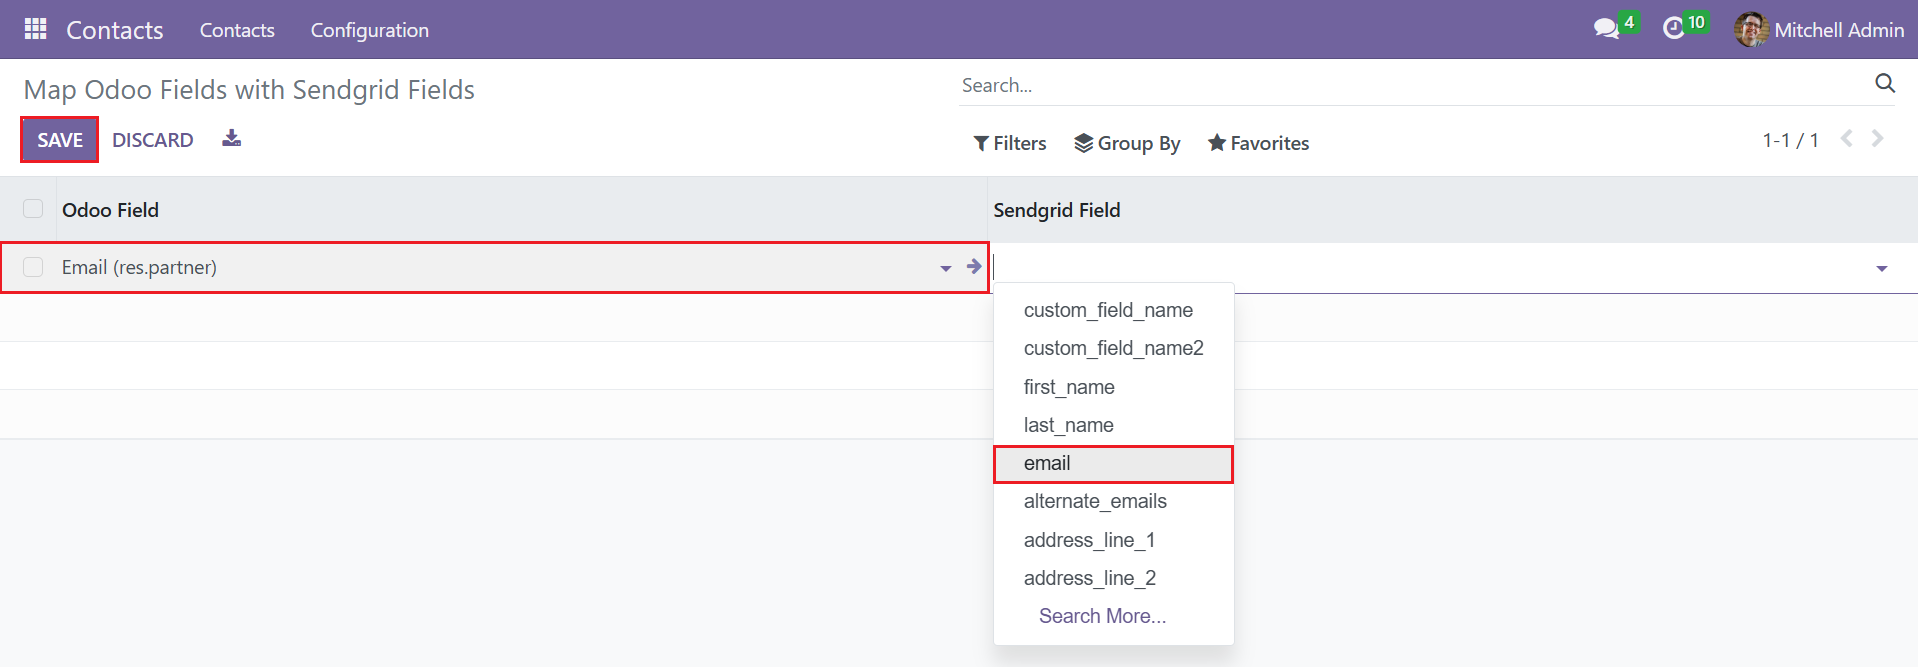 Contacts Contacts Configuration 4 10 Mitchell Admin
Map Odoo Fields with Sendgrid Fields
Search...
SAVE DISCARD
Filters Group By Favorites 1-1 / 1
Odoo Field Sendgrid Field
Email (res.partner)
custom_field_name
custom_field_name2
first_name
last_name
email
alternate_emails
address_line_1
address_line_2
Search More...